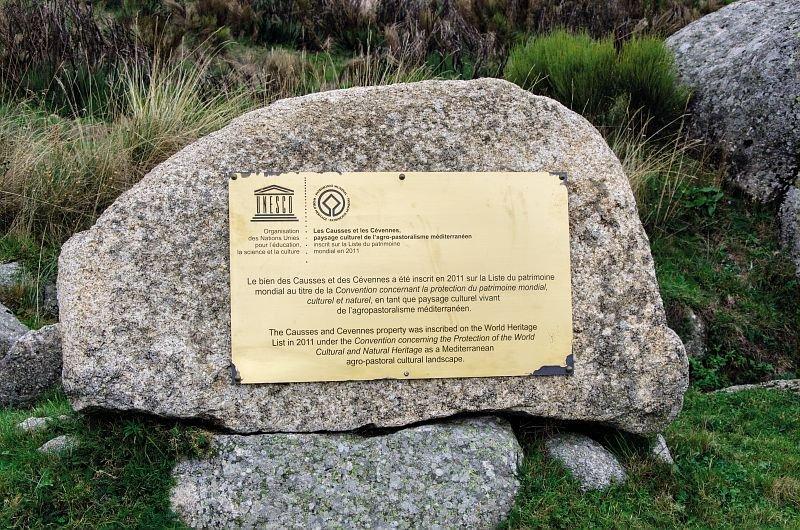 UNESCO
Organisation
des Nations Unies
pour l'éducation,
la science et la culture
Les Causses et les Cévennes,
paysage culturel de l'agro-pastoralisme méditerranéen
inscrit sur la Liste du patrimoine
mondial en 2011
Le bien des Causses et des Cévennes a été inscrit en 2011 sur la Liste du patrimoine
mondial au titre de la Convention concernant la protection du patrimoine mondial,
culturel et naturel, en tant que paysage culturel vivant
de l'agropastoralisme méditerranéen.
The Causses and Cevennes property was inscribed on the World Heritage
List in 2011 under the Convention concerning the Protection of the World
Cultural and Natural Heritage as a Mediterranean
agro-pastoral cultural landscape.